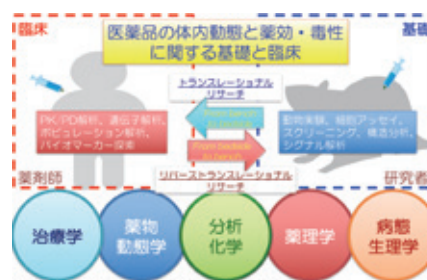 臨床
基礎
医薬品の体内動態と薬効・毒性
に関する基礎と臨床
トランスレーショナル
リサーチ
PK/PD解析、遺伝子解析、
ポピュレーション解析、
バイオマーカー探索
動物実験、細胞アッセイ、
スクリーニング、構造分析、
シグナル解析
From bedside
to bench
薬剤師
リバーストランスレーショナル
リサーチ
研究者
治療学
薬物
動態学
分析
化学
薬理学
病態
生理学